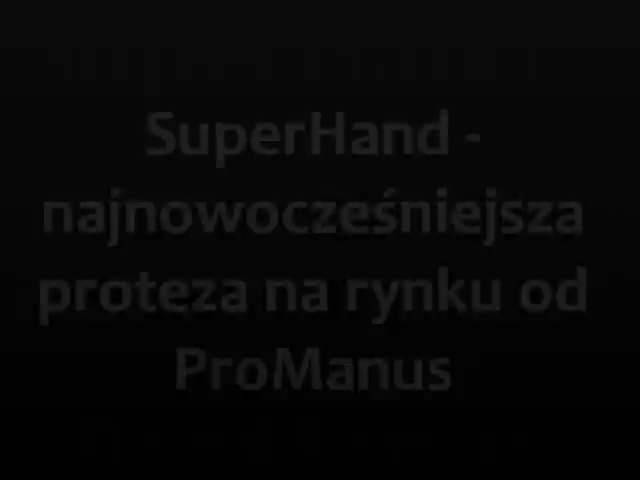 SuperHand -
najnowocześniejsza
proteza na rynku od
ProManus